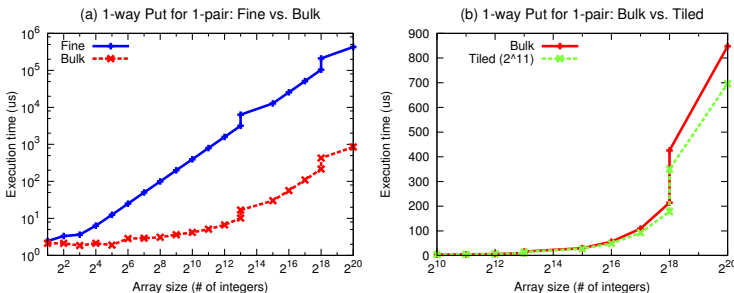 (a) 1-way Put for 1-pair: Fine vs. Bulk
10^6
10^5
10^4
10^3
10^2
10^1
10^0
Execution time (us)
Fine
Bulk
2^2 2^4 2^6 2^8 2^10 2^12 2^14 2^16 2^18 2^20
Array size (# of integers)
(b) 1-way Put for 1-pair: Bulk vs. Tiled
900
800
700
600
500
400
300
200
100
0
Execution time (us)
Bulk
Tiled (2^11)
2^10 2^12 2^14 2^16 2^18 2^20
Array size (# of integers)